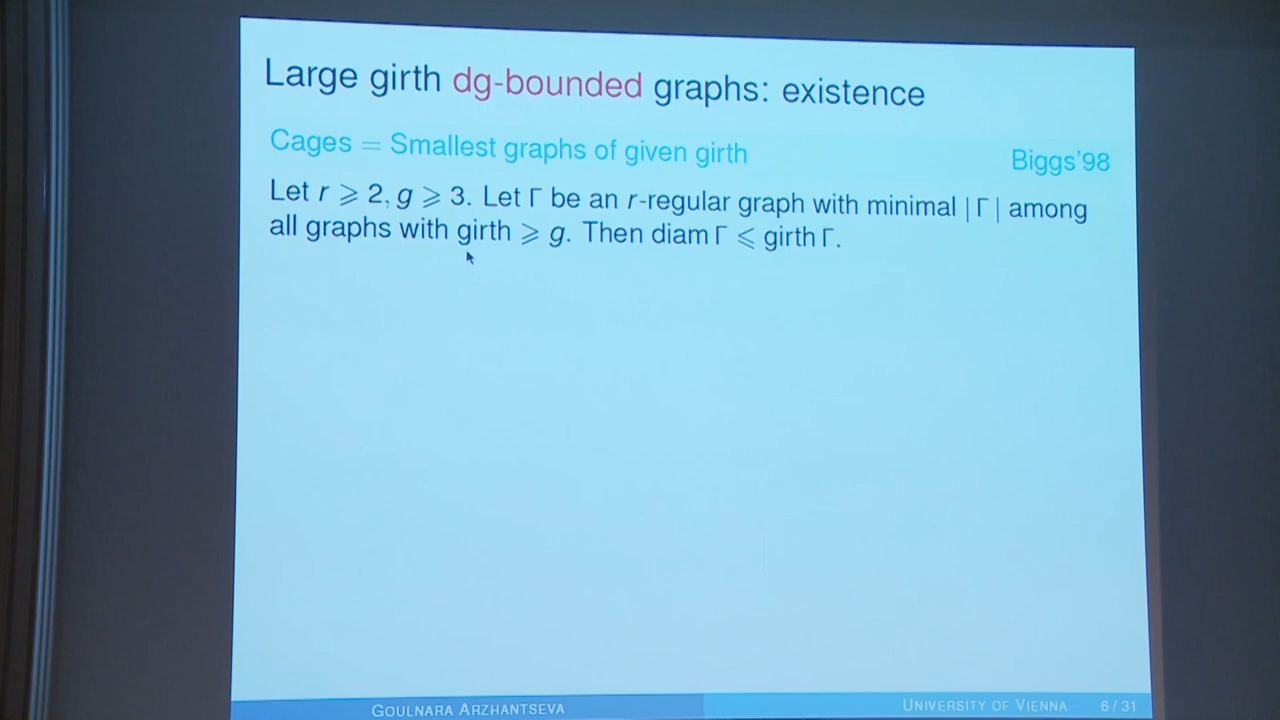 Large girth dg-bounded graphs: existence
Cages = Smallest graphs of given girth
Biggs'98
Let r ⩾ 2, g ⩾ 3. Let Γ be an r-regular graph with minimal | Γ | among
all graphs with girth ⩾ g. Then diam Γ ⩽ girth Γ.
GOULNARA ARZHANTSEVA
UNIVERSITY OF VIENNA
6 / 31